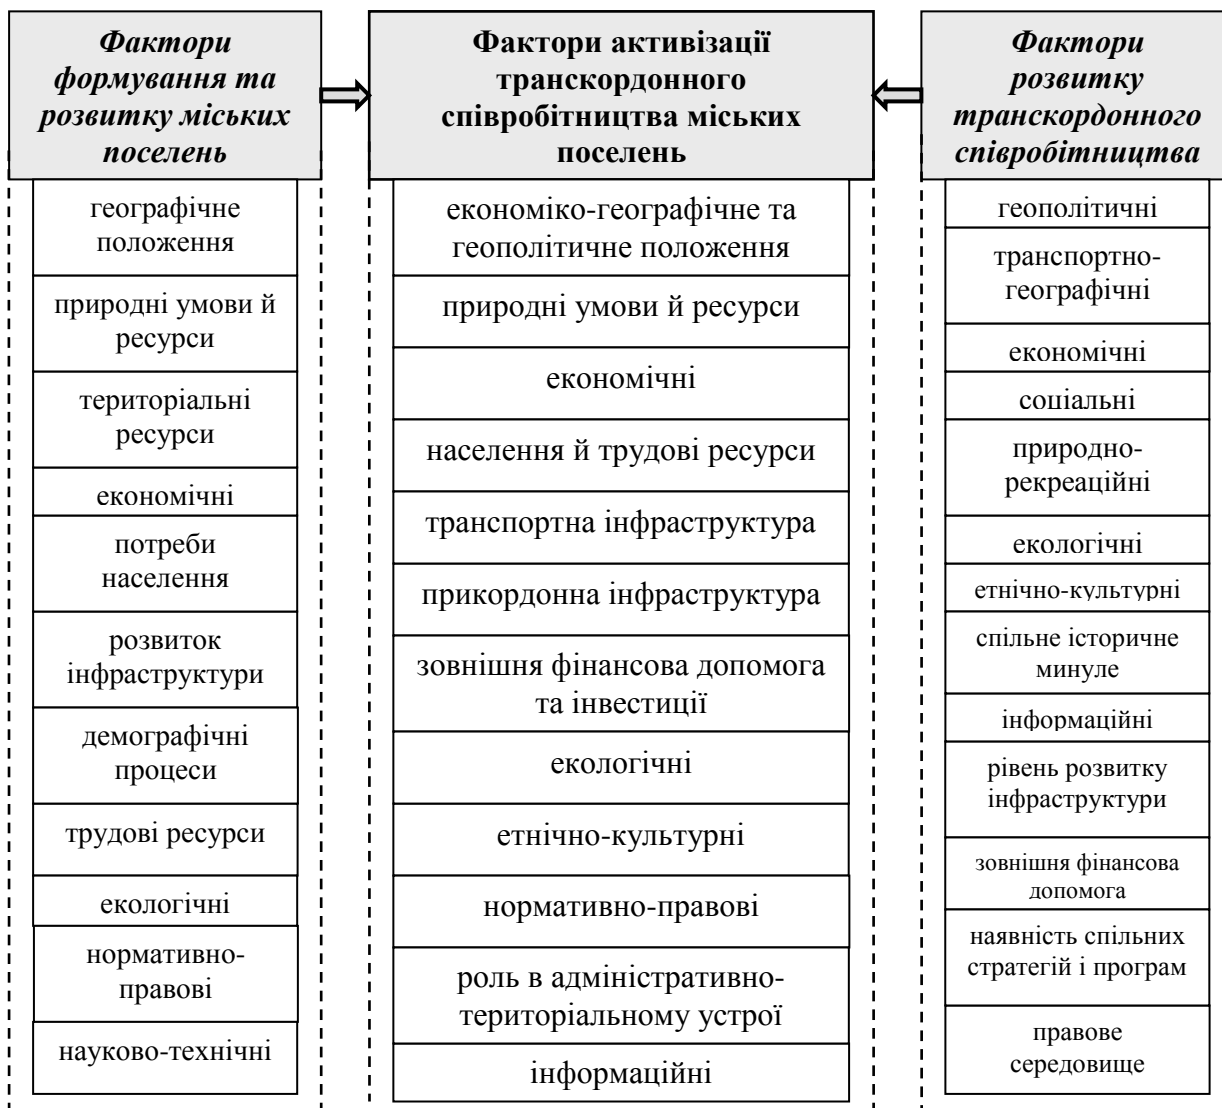 Фактори
формування та
розвитку міських
поселень
географічне
положення
природні умови й
ресурси
територіальні
ресурси
економічні
потреби
населення
розвиток
інфраструктури
демографічні
процеси
трудові ресурси
екологічні
нормативно-
правові
науково-технічні
Фактори активізації
транскордонного
співробітництва міських
поселень
економіко-географічне та
геополітичне положення
природні умови й ресурси
економічні
населення й трудові ресурси
транспортна інфраструктура
прикордонна інфраструктура
зовнішня фінансова допомога
та інвестиції
екологічні
етнічно-культурні
нормативно-правові
роль в адміністративно-
територіальному устрої
інформаційні
Фактори
розвитку
транскордонного
співробітництва
геополітичні
транспортно-
географічні
економічні
соціальні
природно-
рекреаційні
екологічні
етнічно-культурні
спільне історичне
минуле
інформаційні
рівень розвитку
інфраструктури
зовнішня фінансова
допомога
наявність спільних
стратегій і програм
правове
середовище